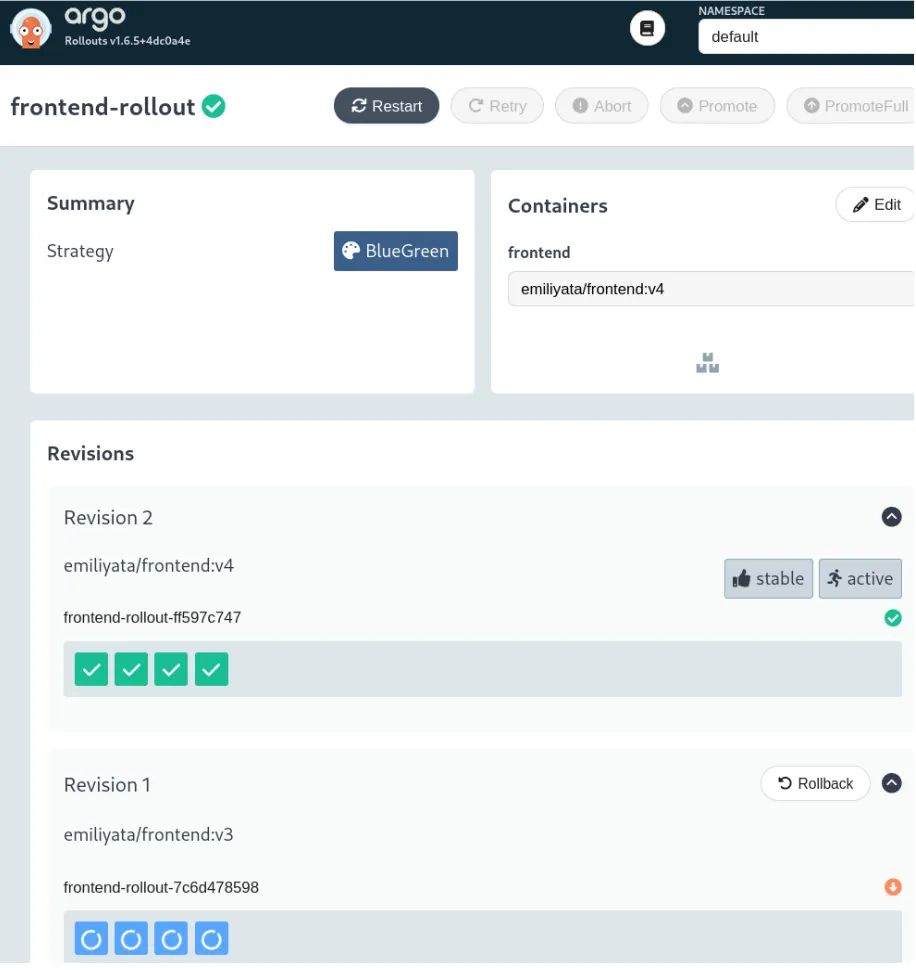 argo
Rollouts v1.6.5+4dc0a4e
NAMESPACE
default
frontend-rollout
Restart
Retry
Abort
Promote
PromoteFull
Summary
Strategy
BlueGreen
Containers
Edit
frontend
emiliyata/frontend:v4
Revisions
Revision 2
emiliyata/frontend:v4
stable
active
frontend-rollout-ff597c747
Revision 1
Rollback
emiliyata/frontend:v3
frontend-rollout-7c6d478598